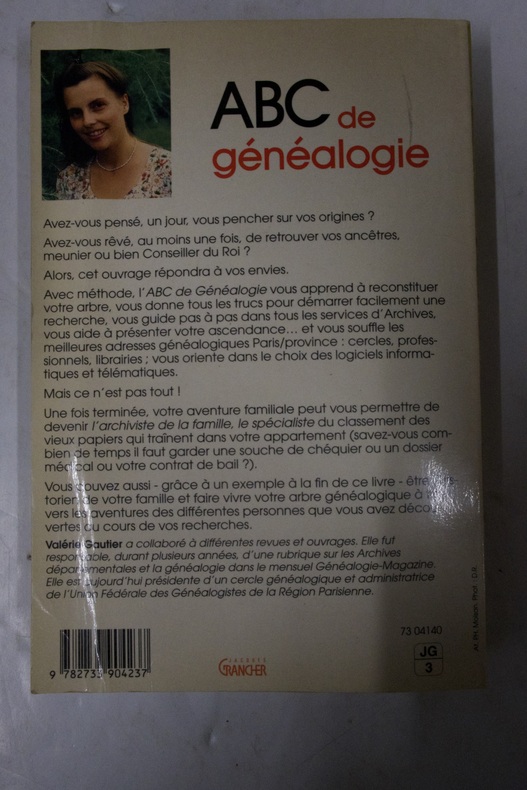 ABC de
généalogie
Avez-vous pensé, un jour, vous pencher sur vos origines ?
Avez-vous rêvé, au moins une fois, de retrouver vos ancêtres,
meunier ou bien Conseiller du Roi ?
Alors, cet ouvrage répondra à vos envies.
Avec méthode, l'ABC de Généalogie vous apprend à reconstituer
votre arbre, vous donne tous les trucs pour démarrer facilement une
recherche, vous guide pas à pas dans tous les services d'Archives,
vous aide à présenter votre ascendance... et vous souffle les
meilleures adresses généalogiques Paris/province : cercles, profes-
sionnels, librairies ; vous oriente dans le choix des logiciels informa-
tiques et télématiques.
Mais ce n'est pas tout !
Une fois terminée, votre aventure familiale peut vous permettre de
devenir l'archiviste de la famille, le spécialiste du classement des
vieux papiers qui traînent dans votre appartement (savez-vous com-
bien de temps il faut garder une souche de chéquier ou un dossier
médical ou votre contrat de bail ?).
Vous pouvez aussi - grâce à un exemple à la fin de ce livre - être
de votre famille et faire vivre votre arbre généalogique à
les aventures des différentes personnes que vous avez
au cours de vos recherches.
Valérie Gautier a collaboré à différentes revues et ouvrages. Elle fut
responsable, durant plusieurs années, d'une rubrique sur les Archives
départementales et la généalogie dans le mensuel Généalogie-Magazine.
Elle est aujourd'hui présidente d'un cercle généalogique et administratrice
de l'Union Fédérale des Généalogistes de la Région Parisienne.
73 04140
JG
3
JACQUES
GRANCHER
9 782733 904237